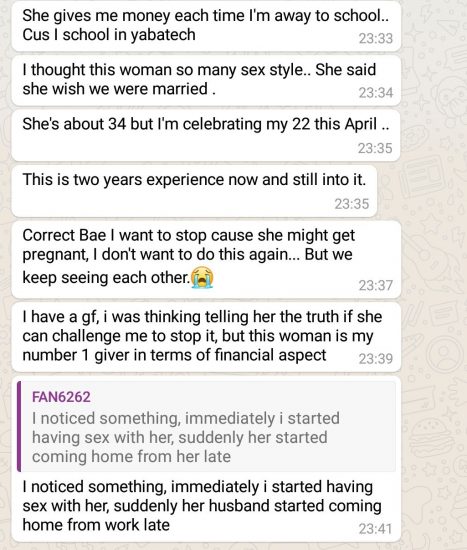 She gives me money each time I'm away to school..
Cus I school in yabatech
23:33
I thought this woman so many sex style.. She said
she wish we were married .
23:34
She's about 34 but I'm celebrating my 22 this April ..
23:35
This is two years experience now and still into it.
23:35
Correct Bae I want to stop cause she might get
pregnant, I don't want to do this again... But we
keep seeing each other.😭
23:37
I have a gf, i was thinking telling her the truth if she
can challenge me to stop it, but this woman is my
number 1 giver in terms of financial aspect
23:39
FAN6262
I noticed something, immediately i started
having sex with her, suddenly her started
coming home from her late
I noticed something, immediately i started having
sex with her, suddenly her husband started coming
home from work late
23:41